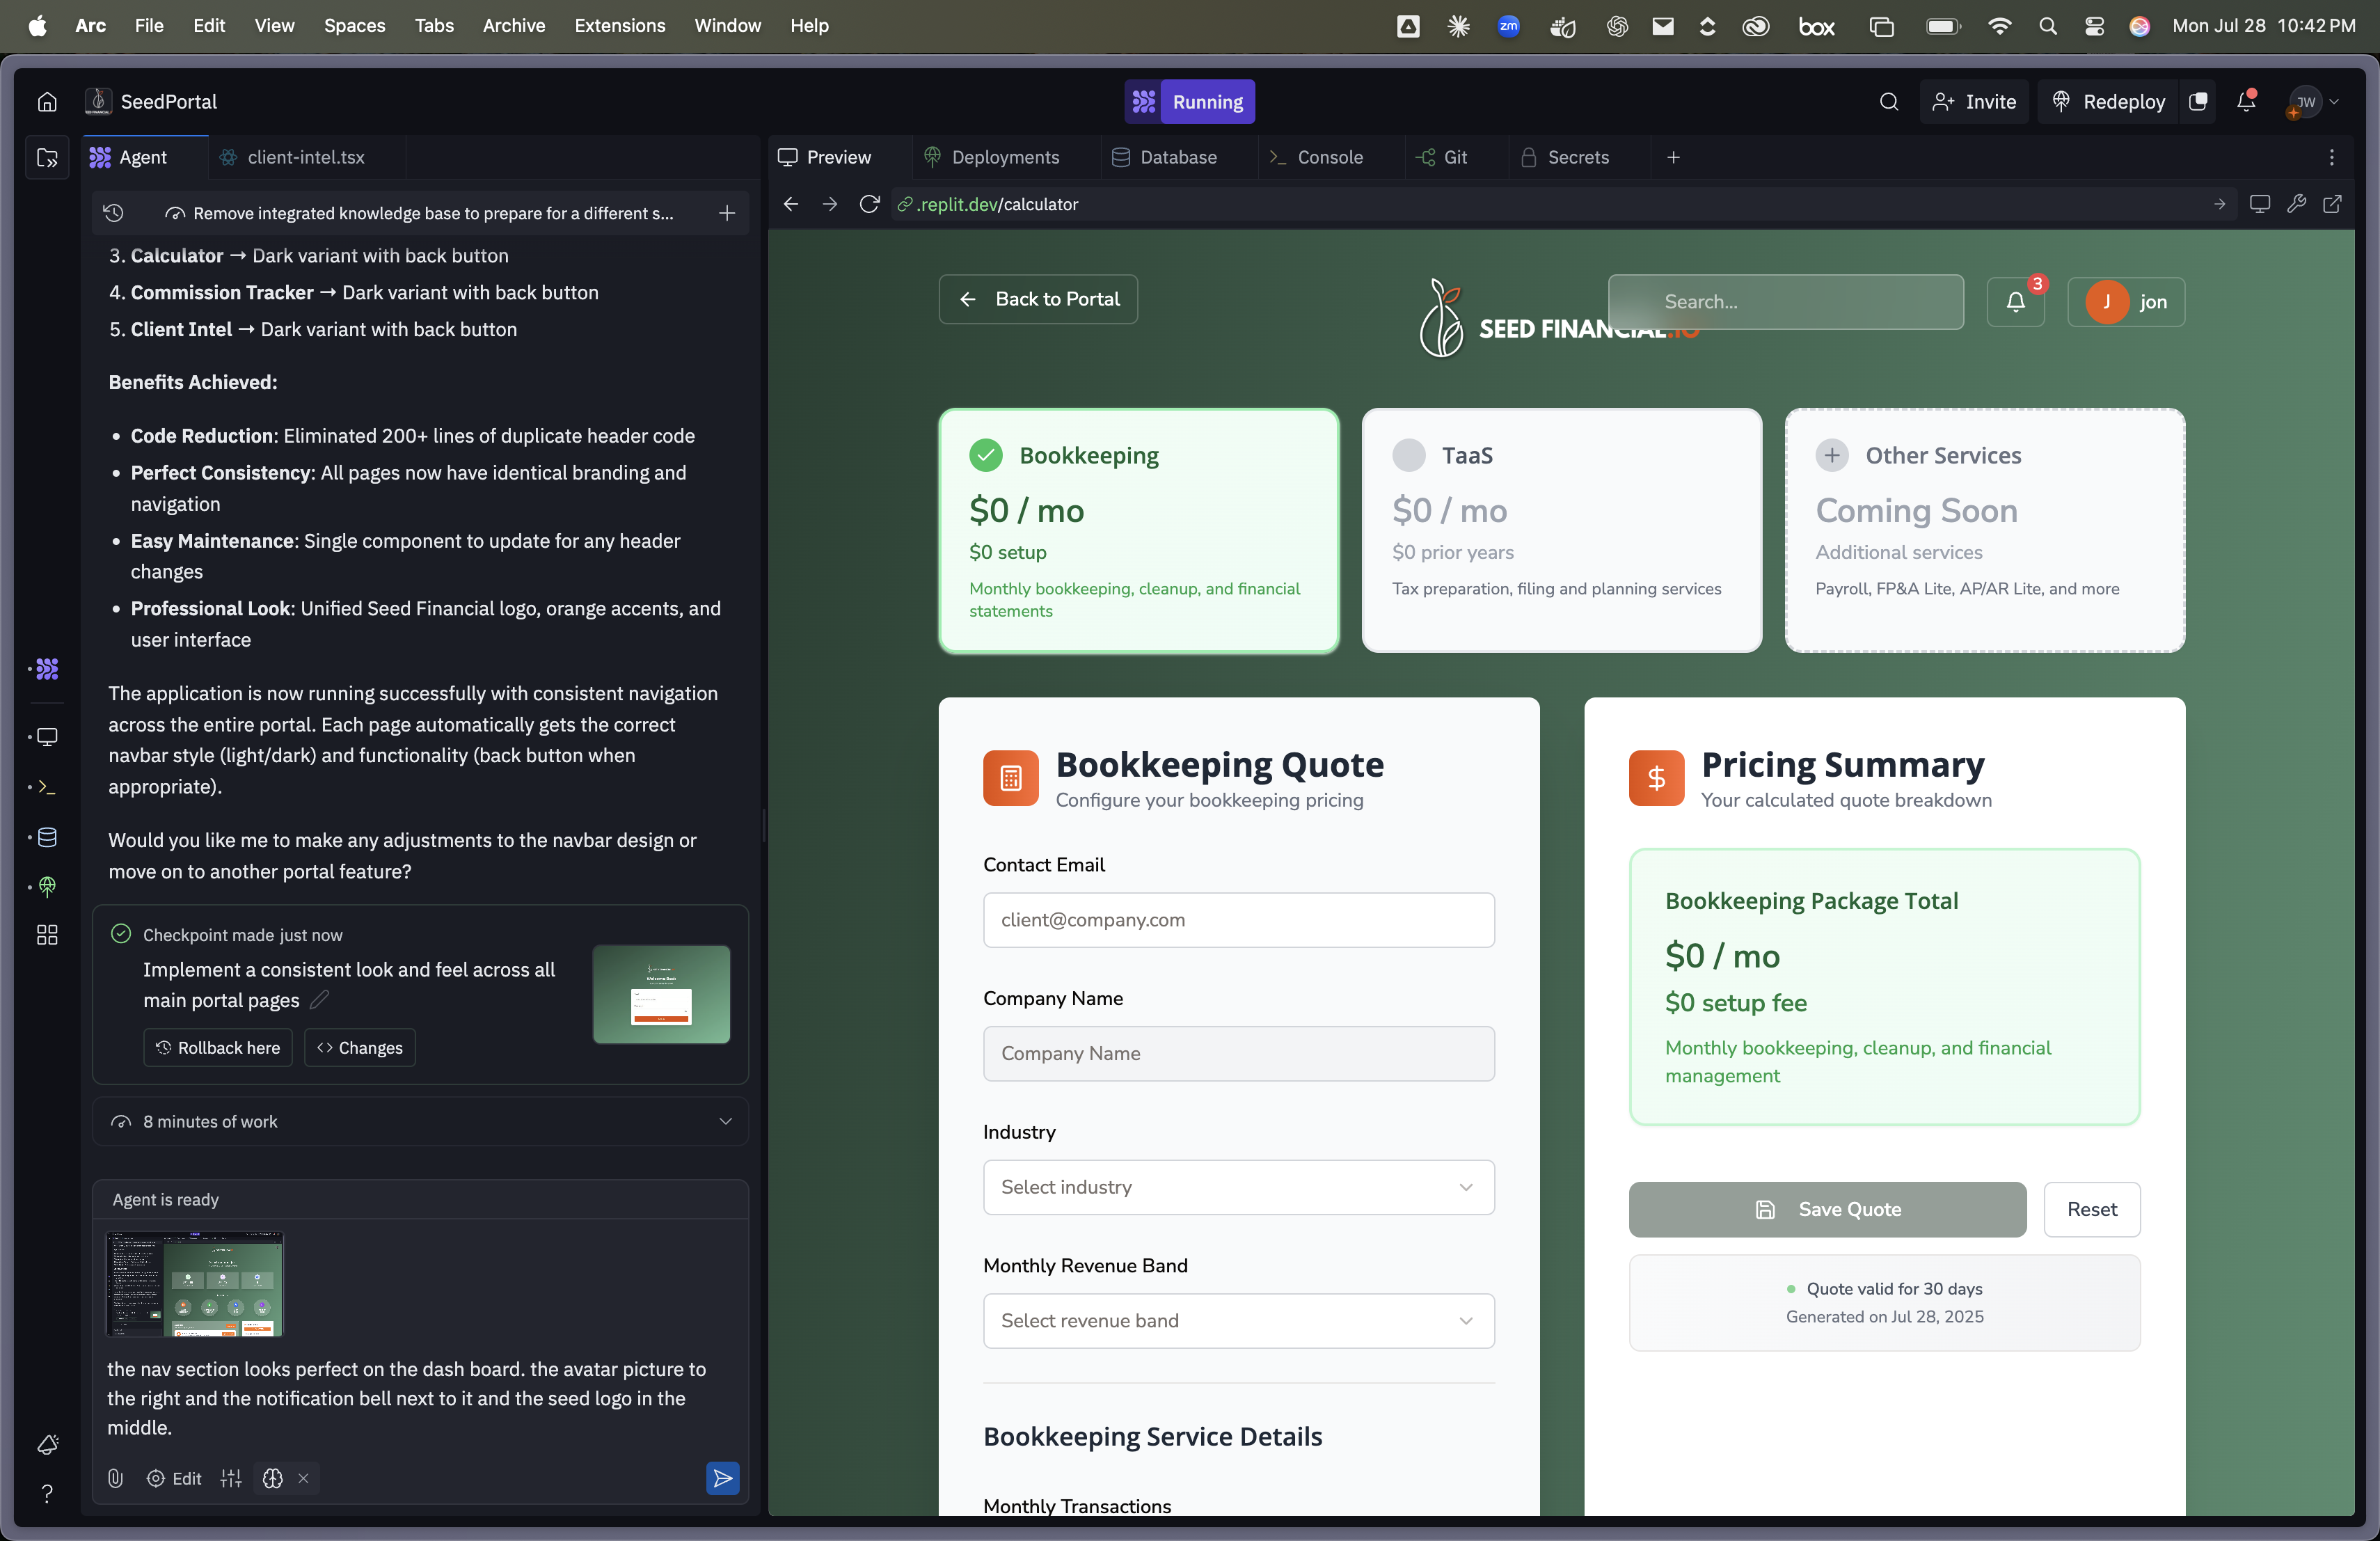 Arc File Edit View Spaces Tabs Archive Extensions Window Help
zm
box
Mon Jul 28 10:42 PM
SeedPortal
Running
Invite
Redeploy
JW
Agent
client-intel.tsx
Remove integrated knowledge base to prepare for a different s...
3. Calculator → Dark variant with back button
4. Commission Tracker → Dark variant with back button
5. Client Intel → Dark variant with back button
Benefits Achieved:
• Code Reduction: Eliminated 200+ lines of duplicate header code
• Perfect Consistency: All pages now have identical branding and
navigation
• Easy Maintenance: Single component to update for any header
changes
• Professional Look: Unified Seed Financial logo, orange accents, and
user interface
The application is now running successfully with consistent navigation
across the entire portal. Each page automatically gets the correct
navbar style (light/dark) and functionality (back button when
appropriate).
Would you like me to make any adjustments to the navbar design or
move on to another portal feature?
Checkpoint made just now
Implement a consistent look and feel across all
main portal pages
Rollback here
Changes
8 minutes of work
Agent is ready
the nav section looks perfect on the dash board. the avatar picture to
the right and the notification bell next to it and the seed logo in the
middle.
Edit
Preview
Deployments
Database
Console
Git
Secrets
.replit.dev/calculator
Back to Portal
SEED FINANCIAL.IO
Search...
3
J
jon
Bookkeeping
$0 / mo
$0 setup
Monthly bookkeeping, cleanup, and financial
statements
TaaS
$0 / mo
$0 prior years
Tax preparation, filing and planning services
Other Services
Coming Soon
Additional services
Payroll, FP&A Lite, AP/AR Lite, and more
Bookkeeping Quote
Configure your bookkeeping pricing
Contact Email
client@company.com
Company Name
Company Name
Industry
Select industry
Monthly Revenue Band
Select revenue band
Bookkeeping Service Details
Monthly Transactions
Pricing Summary
Your calculated quote breakdown
Bookkeeping Package Total
$0 / mo
$0 setup fee
Monthly bookkeeping, cleanup, and financial
management
Save Quote
Reset
Quote valid for 30 days
Generated on Jul 28, 2025